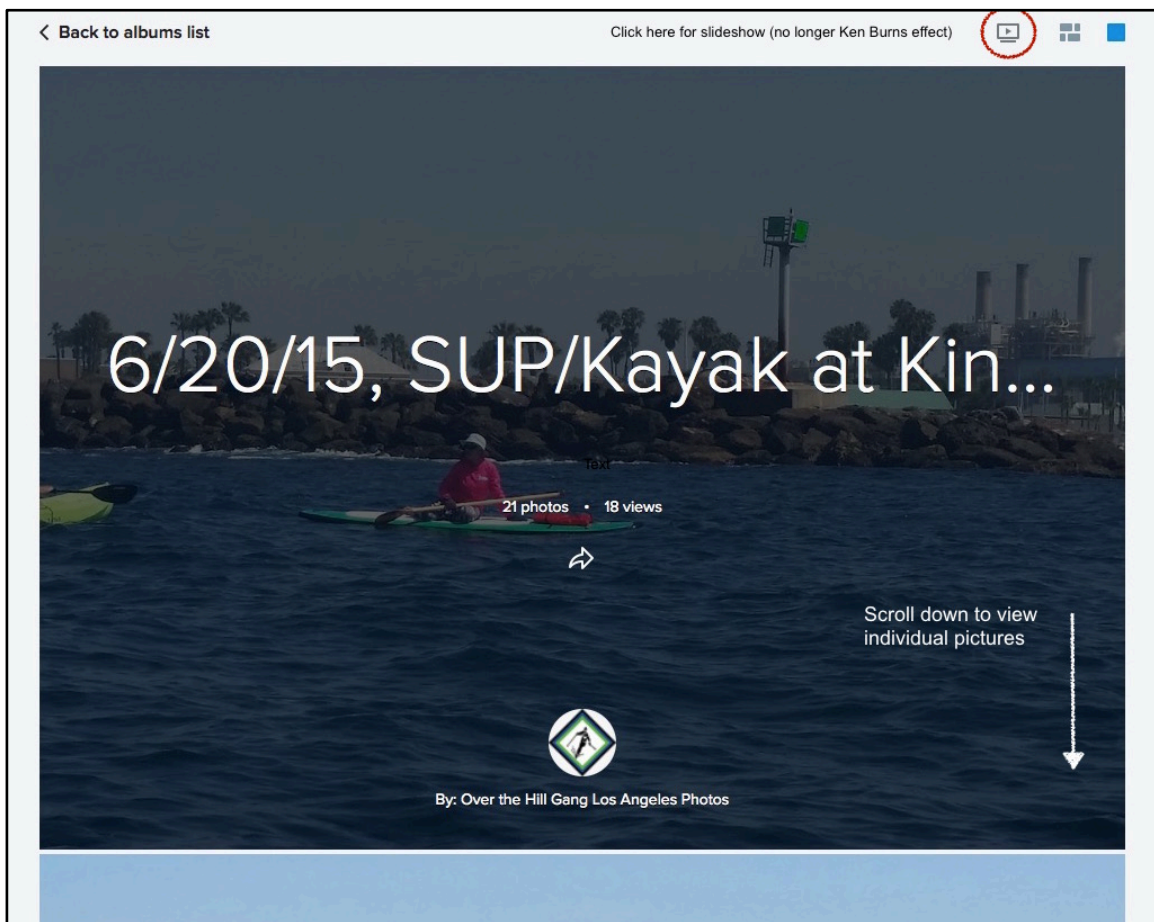 Back to albums list
Click here for slideshow (no longer Ken Burns effect)
6/20/15, SUP/Kayak at Kin...
Text
21 photos • 18 views
Scroll down to view
individual pictures
By: Over the Hill Gang Los Angeles Photos